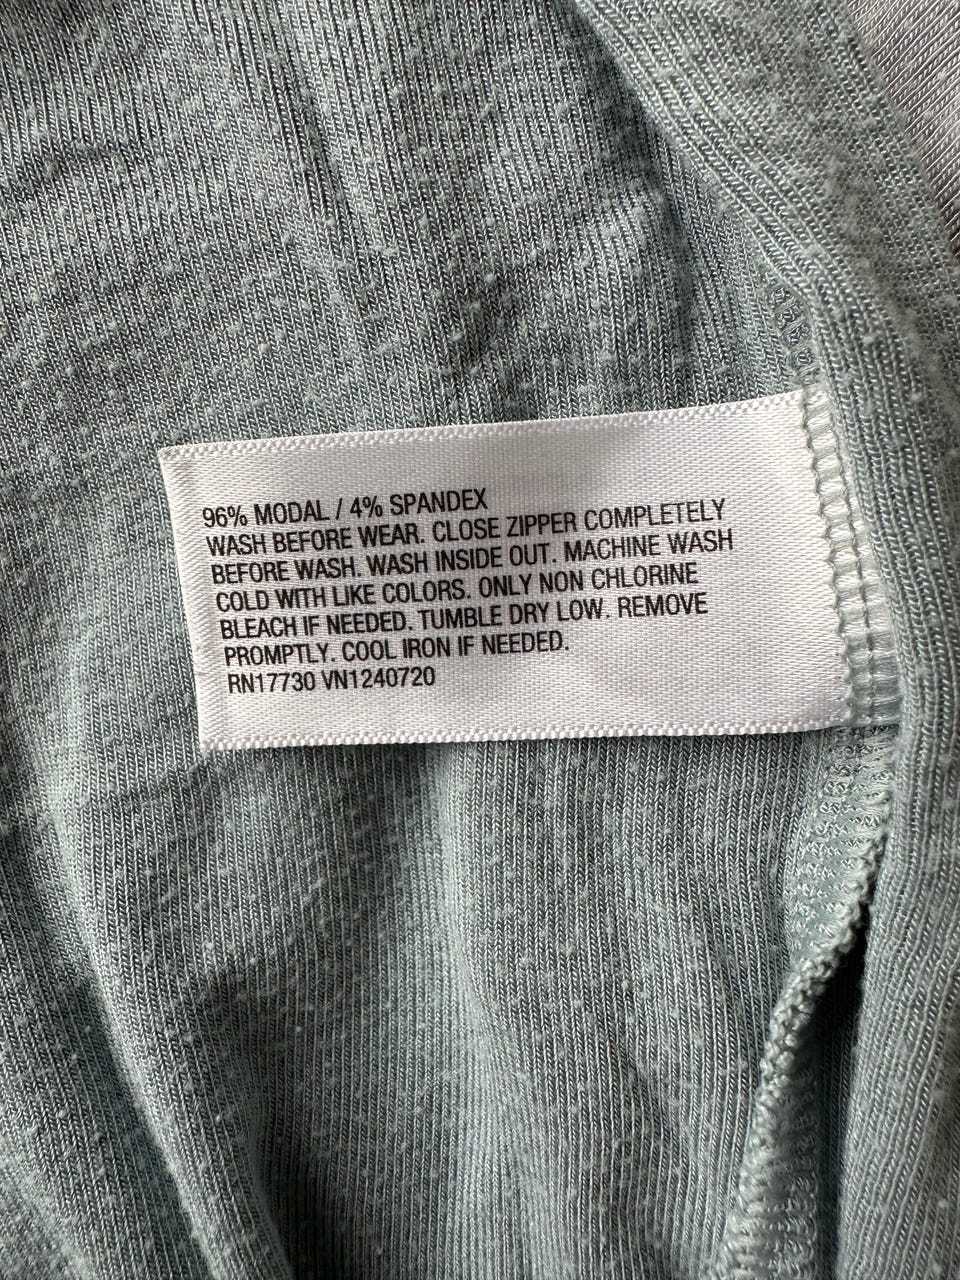 96% MODAL / 4% SPANDEX
WASH BEFORE WEAR. CLOSE ZIPPER COMPLETELY
BEFORE WASH. WASH INSIDE OUT. MACHINE WASH
COLD WITH LIKE COLORS. ONLY NON CHLORINE
BLEACH IF NEEDED. TUMBLE DRY LOW. REMOVE
PROMPTLY. COOL IRON IF NEEDED.
RN17730 VN1240720